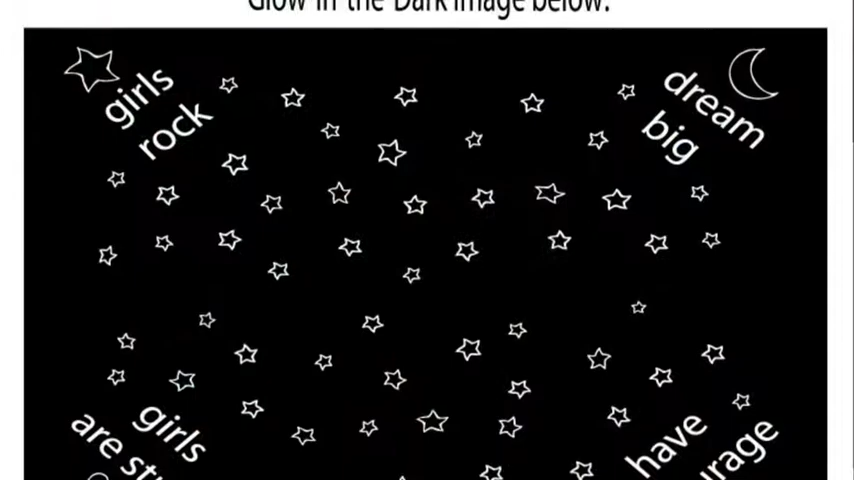 Glow in the Dark image below.
girls
rock
dream
big
girls
are
have